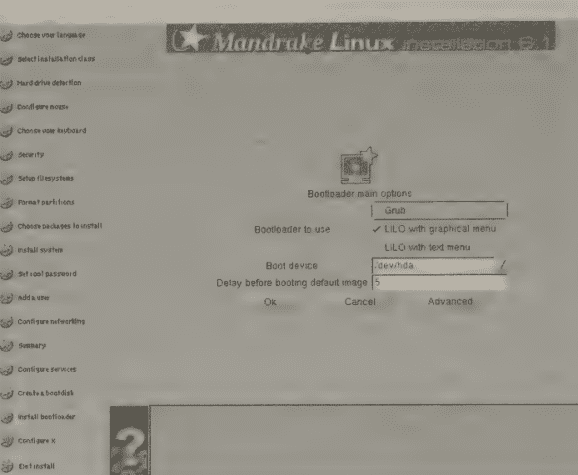 Choose your language
Select installation class
Hard drive detection
Configure mouse
Choose your keyboard
Security
Setup filesystems
Format partitions
Choose packages to install
Install system
Set root password
Add a user
Configure networking
Summary
Configure services
Create a bootdisk
Install bootloader
Configure X
Exit install
Mandrake Linux Installation 8.1
Bootloader main options
Bootloader to use
Grub
✓ LILO with graphical menu
LILO with text menu
Boot device
/dev/hda
Delay before booting default image 5
Ok Cancel Advanced
?